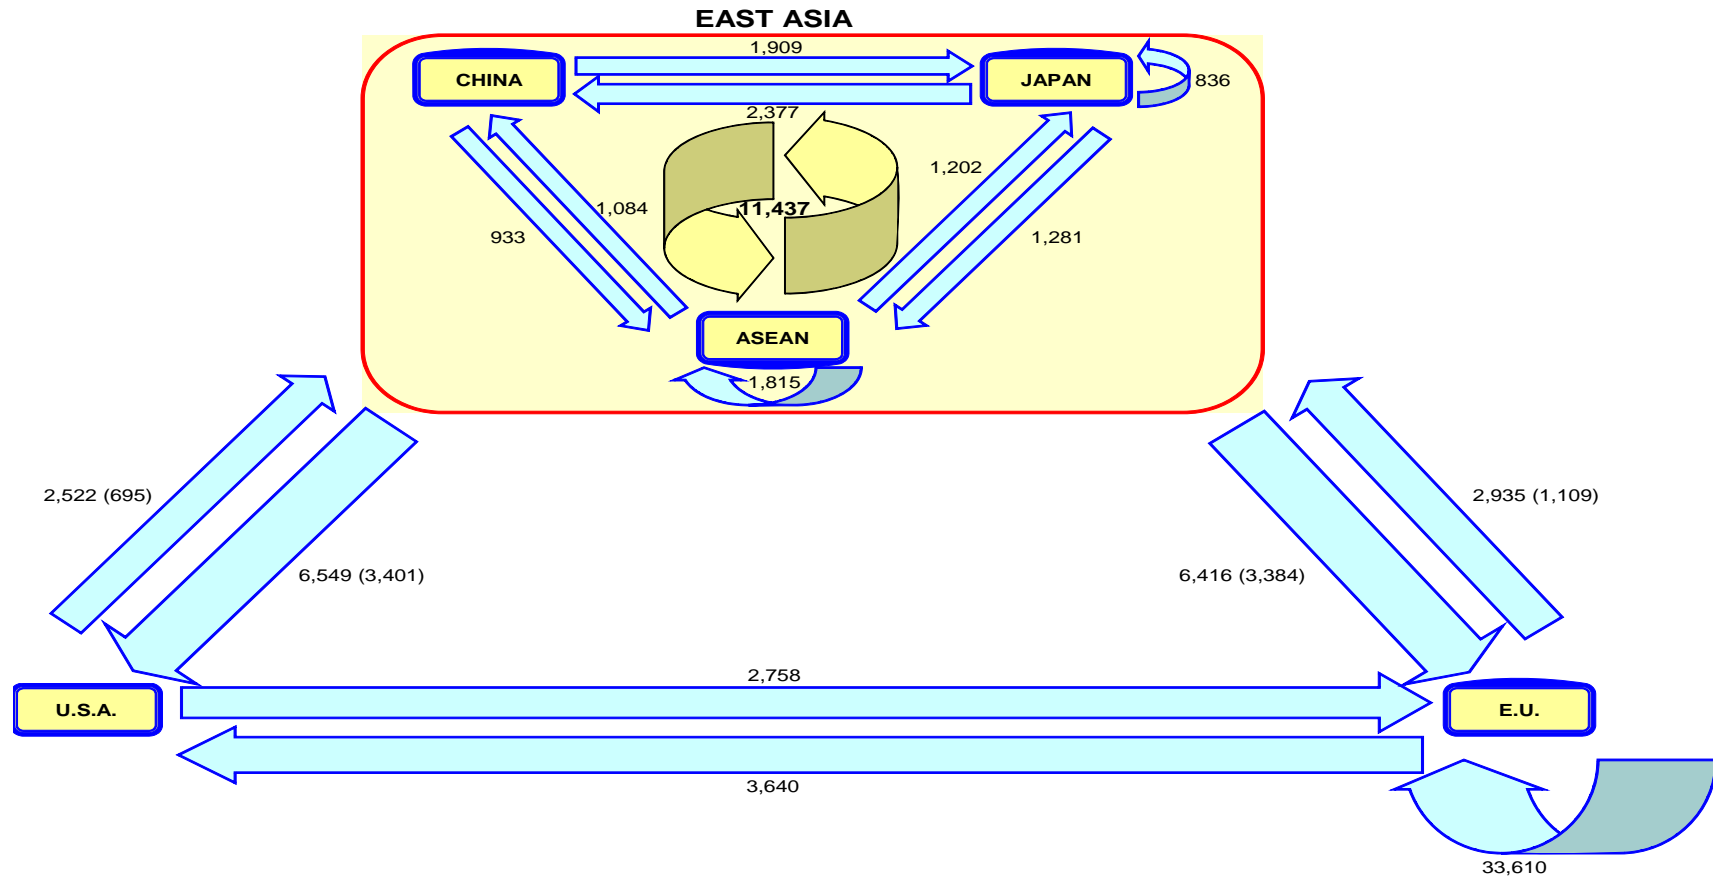 EAST ASIA
1,909
CHINA
JAPAN
836
2,377
1,202
1,084
11,437
933
1,281
ASEAN
1,815
2,522 (695)
2,935 (1,109)
6,549 (3,401)
6,416 (3,384)
2,758
U.S.A.
E.U.
3,640
33,610